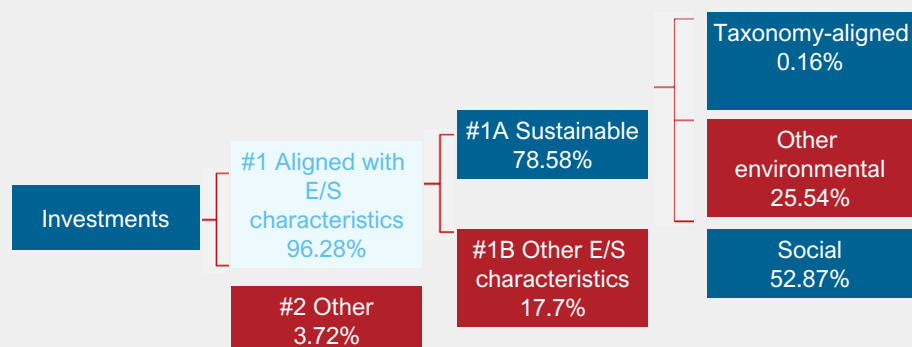 Investments
#1 Aligned with
E/S
characteristics
96.28%
#2 Other
3.72%
#1A Sustainable
78.58%
#1B Other E/S
characteristics
17.7%
Taxonomy-aligned
0.16%
Other
environmental
25.54%
Social
52.87%